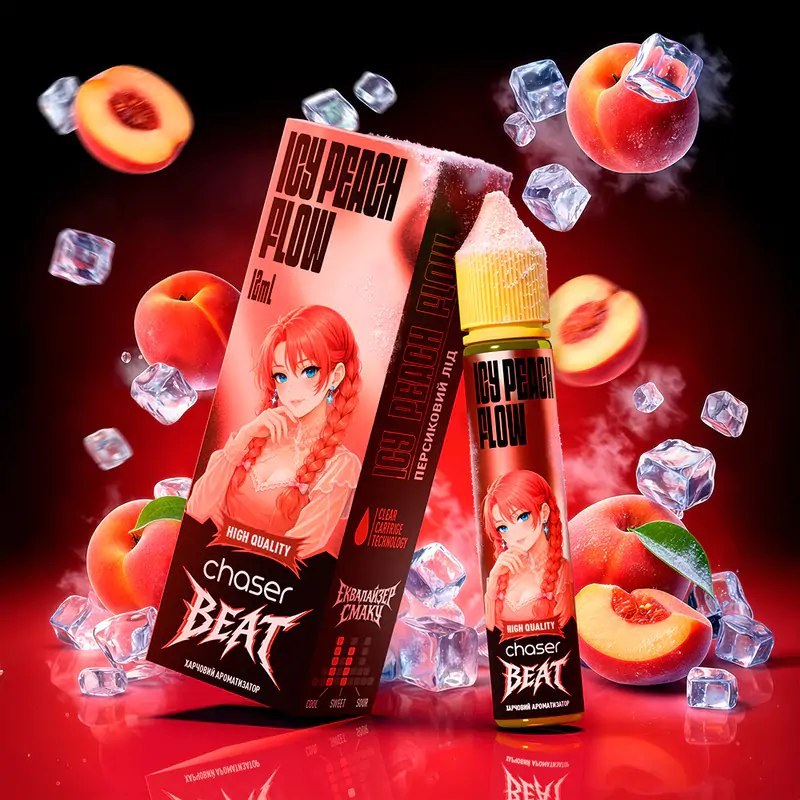 ICY PEACH
FLOW
12ml
HIGH QUALITY
chaser
BEAT
ХАРЧОВИЙ АРОМАТИЗАТОР
ICY PEACH FLOW
ПЕРСИКОВИЙ ЛІД
CLEAR
CARTRIGE
TECHNOLOGY
ЕКВАЛАЙЗЕР
СМАКУ
COOL SWEET SOUR
ICY PEACH
FLOW
HIGH QUALITY
chaser
BEAT
ХАРЧОВИЙ АРОМАТИЗАТОР